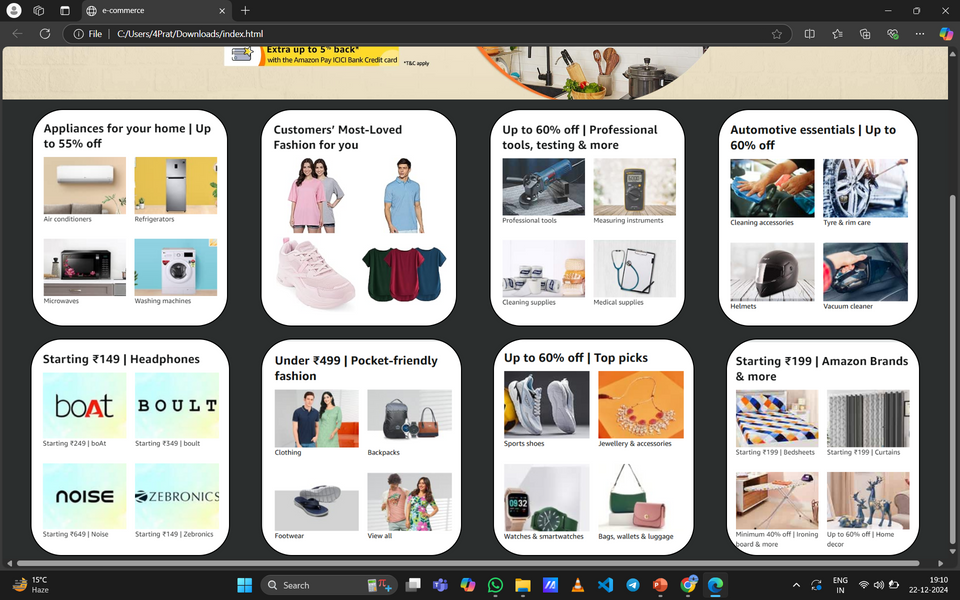 e-commerce
File
C:/Users/4Prat/Downloads/index.html
Extra up to 5% back*
with the Amazon Pay ICICI Bank Credit card
*T&C apply
Appliances for your home | Up
to 55% off
Air conditioners
Refrigerators
Microwaves
Washing machines
Customers’ Most-Loved
Fashion for you
Up to 60% off | Professional
tools, testing & more
Professional tools
Measuring instruments
Cleaning supplies
Medical supplies
Automotive essentials | Up to
60% off
Cleaning accessories
Tyre & rim care
Helmets
Vacuum cleaner
Starting ₹149 | Headphones
boAt
BOULT
Starting ₹249 | boAt
Starting ₹349 | boult
noise
ZEBRONICS
Starting ₹649 | Noise
Starting ₹149 | Zebronics
Under ₹499 | Pocket-friendly
fashion
Clothing
Backpacks
Footwear
View all
Up to 60% off | Top picks
Sports shoes
Jewellery & accessories
Watches & smartwatches
Bags, wallets & luggage
Starting ₹199 | Amazon Brands
& more
Starting ₹199 | Bedsheets
Starting ₹199 | Curtains
Minimum 40% off | Ironing
board & more
Up to 60% off | Home
decor
15°C
Haze
Search
ENG
IN
19:10
22-12-2024